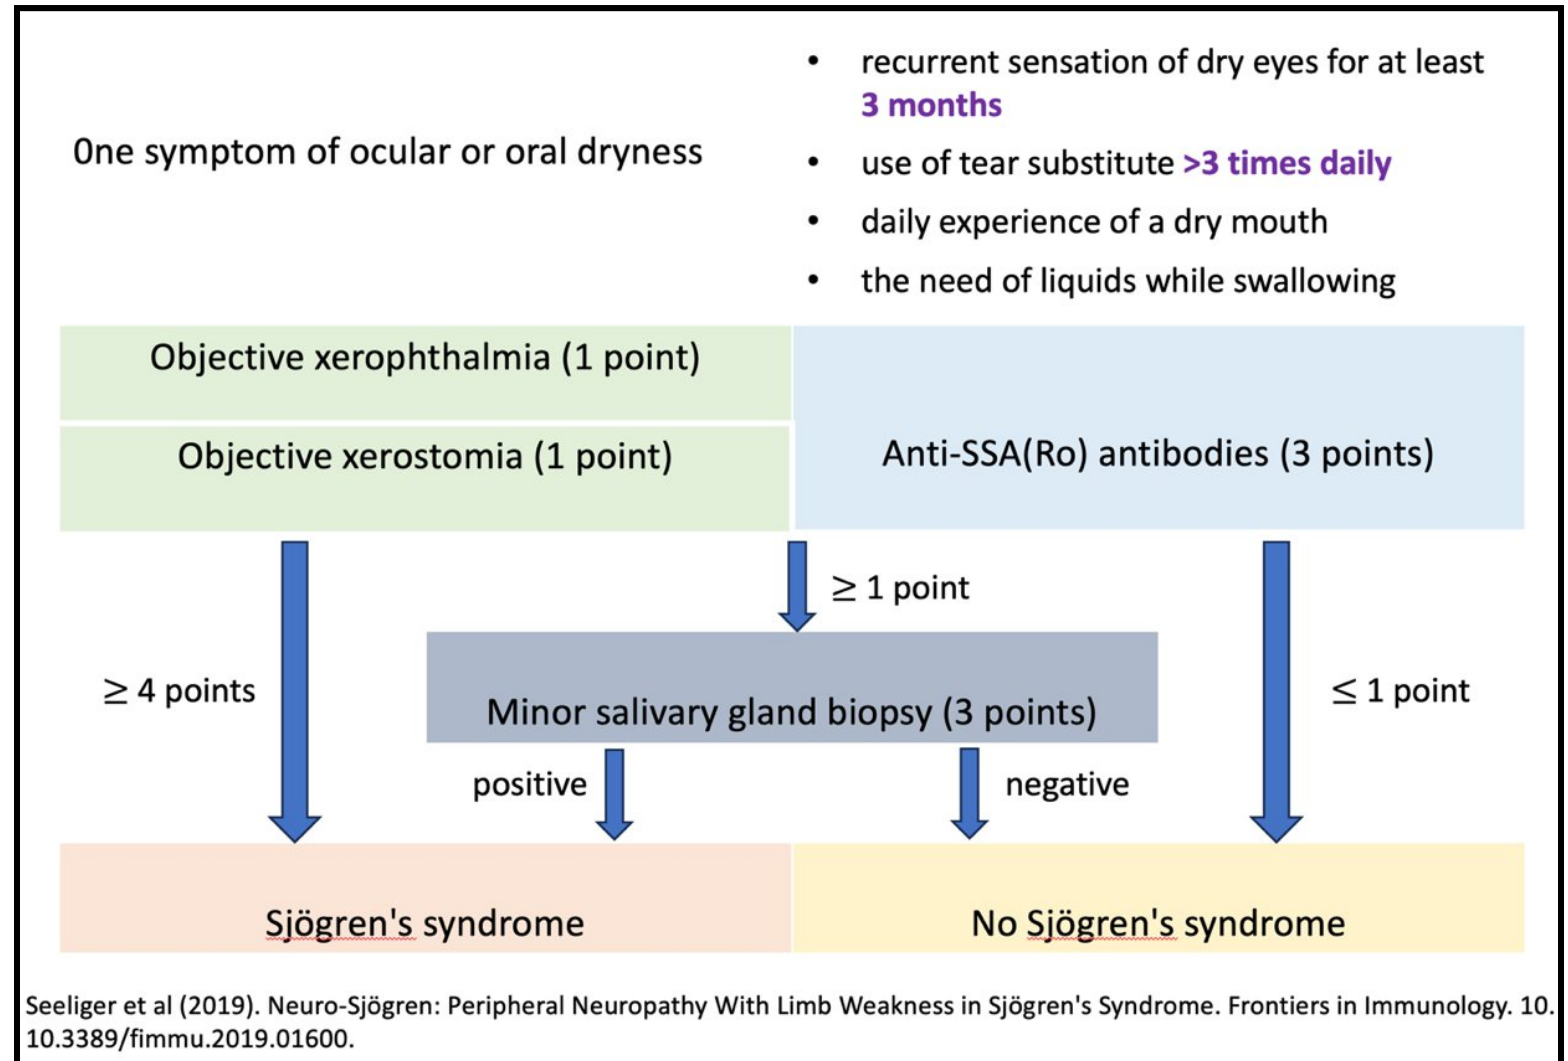 0ne symptom of ocular or oral dryness
• recurrent sensation of dry eyes for at least
3 months
• use of tear substitute >3 times daily
• daily experience of a dry mouth
• the need of liquids while swallowing
Objective xerophthalmia (1 point)
Objective xerostomia (1 point)
Anti-SSA(Ro) antibodies (3 points)
≥ 1 point
≥ 4 points
≤ 1 point
Minor salivary gland biopsy (3 points)
positive
negative
Sjögren's syndrome
No Sjögren's syndrome
Seeliger et al (2019). Neuro-Sjögren: Peripheral Neuropathy With Limb Weakness in Sjögren's Syndrome. Frontiers in Immunology. 10.
10.3389/fimmu.2019.01600.